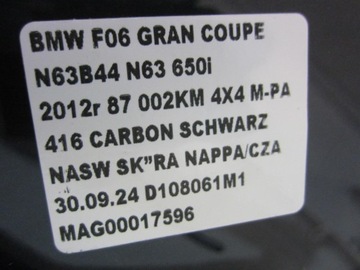 BMW F06 GRAN COUPE
N63B44 N63 650i
2012r 87 002KM 4X4 M-PA
416 CARBON SCHWARZ
NASW SK"RA NAPPA/CZA
30.09.24 D108061M1
MAG00017596